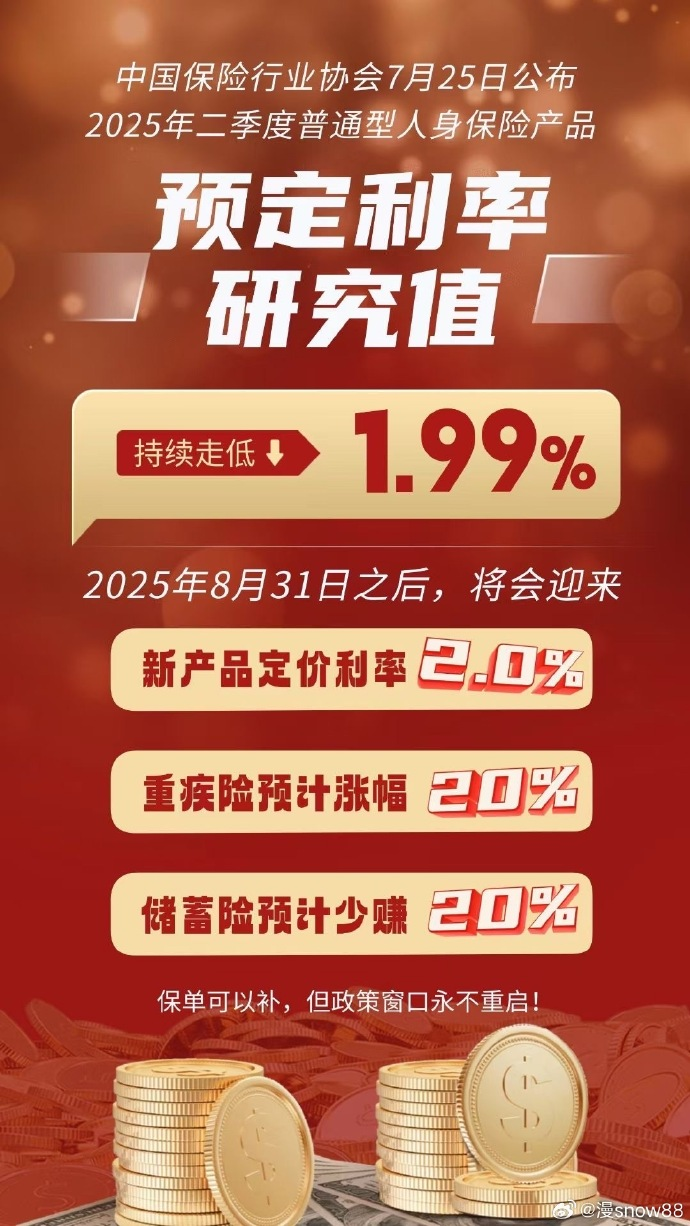 中国保险行业协会7月25日公布
2025年二季度普通型人身保险产品
预定利率
研究值
持续走低 1.99%
2025年8月31日之后，将会迎来
新产品定价利率 2.0%
重疾险预计涨幅 20%
储蓄险预计少赚 20%
保单可以补，但政策窗口永不重启！
@漫snow88